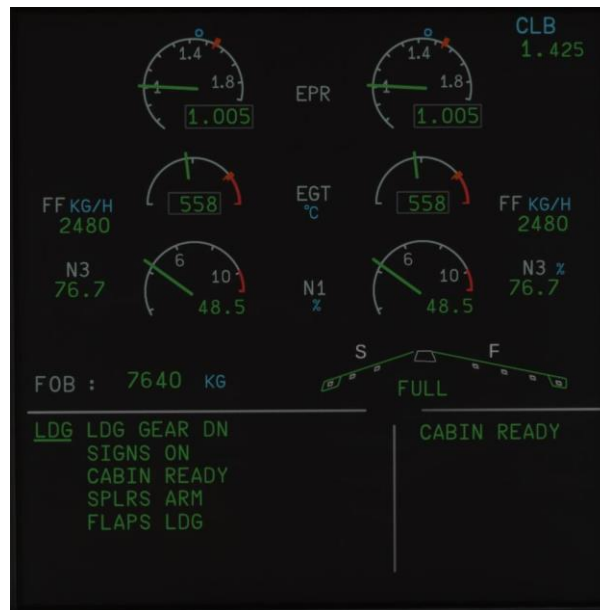 CLB
1.425
1.4
1
1.8
1.005
EPR
1.4
1
1.8
1.005
558
EGT
°C
558
FF KG/H
2480
FF KG/H
2480
N3
76.7
6
10
48.5
N1
%
6
10
48.5
N3 %
76.7
FOB : 7640 KG
S F
FULL
LDG LDG GEAR DN
SIGNS ON
CABIN READY
SPLRS ARM
FLAPS LDG
CABIN READY